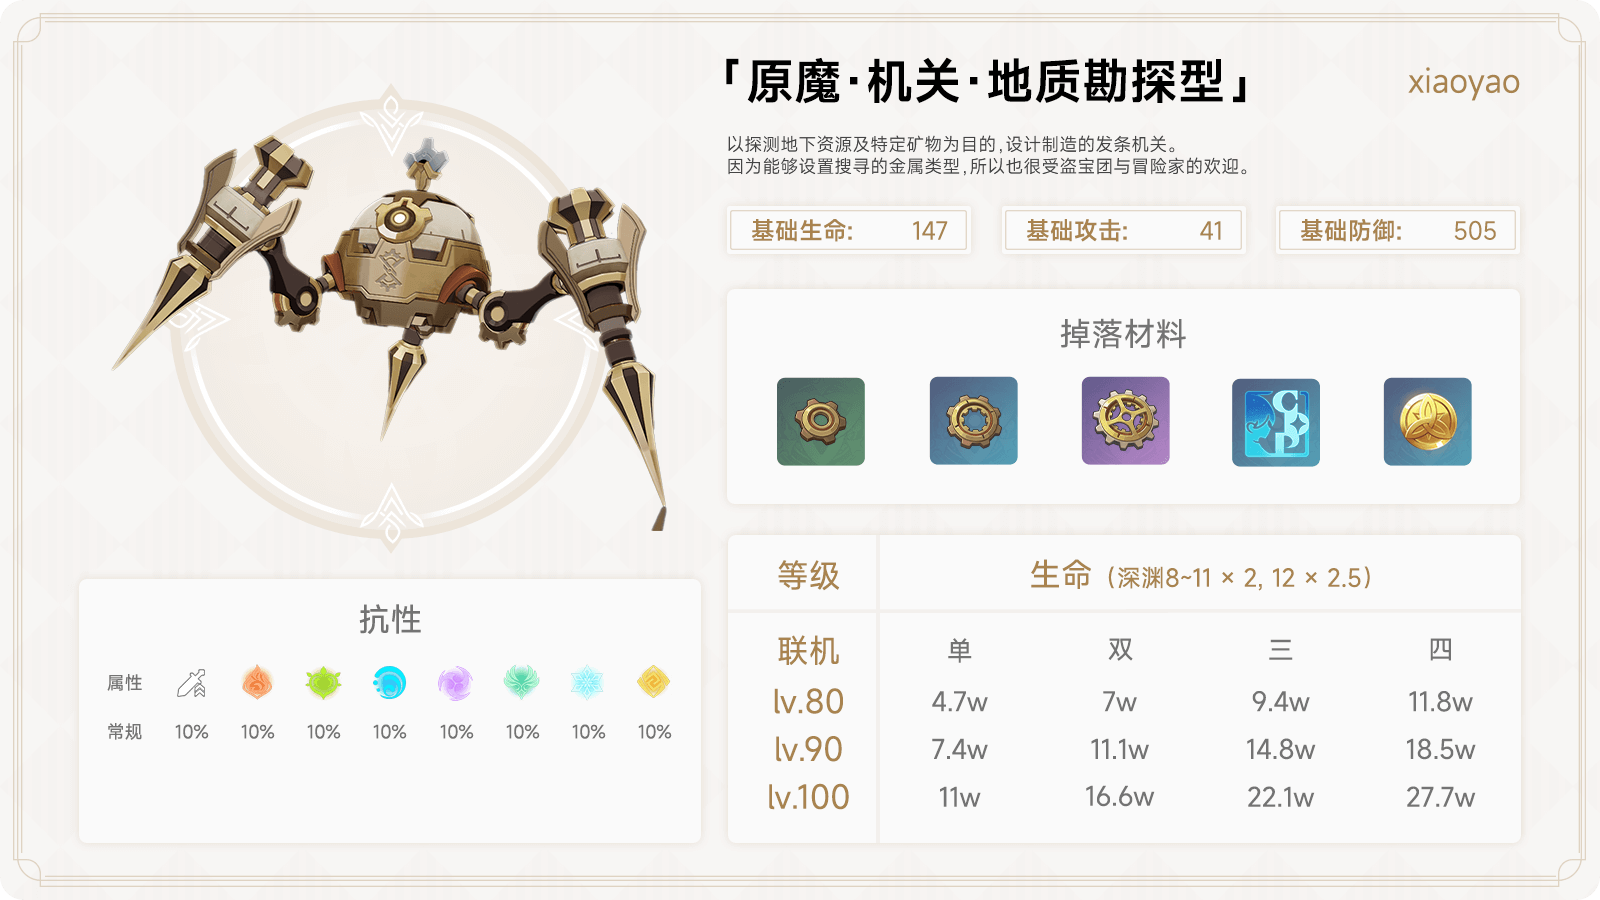 「原魔·机关·地质勘探型」
xiaoyao
以探测地下资源及特定矿物为目的,设计制造的发条机关。
因为能够设置搜寻的金属类型,所以也很受盗宝团与冒险家的欢迎。
基础生命: 147
基础攻击: 41
基础防御: 505
掉落材料
抗性
属性
常规 10% 10% 10% 10% 10% 10% 10% 10%
等级 生命(深渊8~11 × 2, 12 × 2.5)
联机 单 双 三 四
lv.80 4.7w 7w 9.4w 11.8w
lv.90 7.4w 11.1w 14.8w 18.5w
lv.100 11w 16.6w 22.1w 27.7w